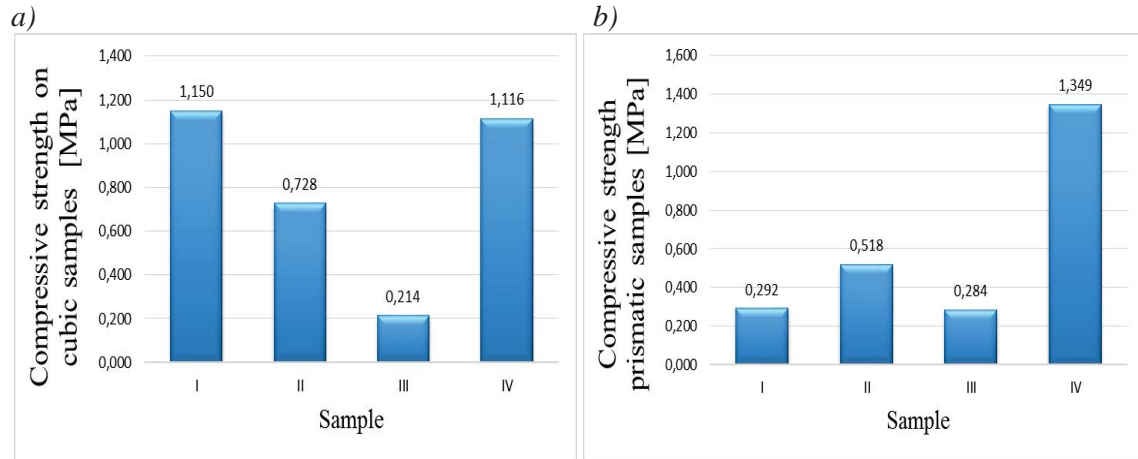 a)
Compressive strength on
cubic samples [MPa]
1,400
1,200
1,000
0,800
0,600
0,400
0,200
0,000
1,150
0,728
0,214
1,116
I II III IV
Sample
b)
Compressive strength
prismatic samples [MPa]
1,600
1,400
1,200
1,000
0,800
0,600
0,400
0,200
0,000
0,292
0,518
0,284
1,349
I II III IV
Sample